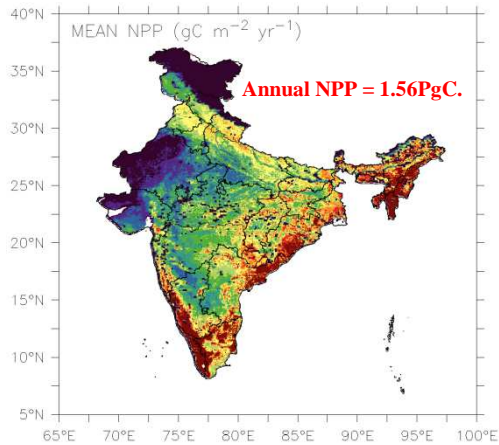 40°N
MEAN NPP (gC m⁻² yr⁻¹)
35°N
Annual NPP = 1.56PgC.
30°N
25°N
20°N
15°N
10°N
5°N
65°E 70°E 75°E 80°E 85°E 90°E 95°E 100°E